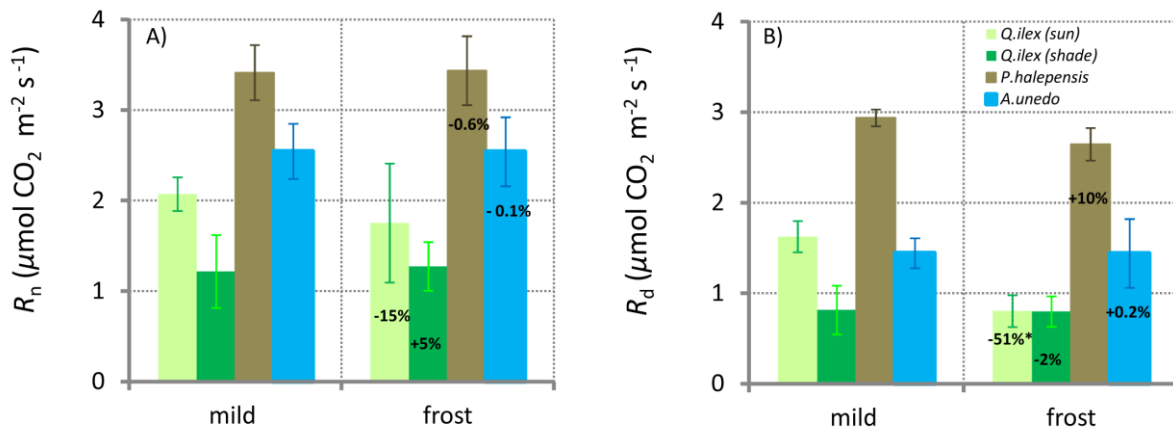 A)
R_n (μmol CO₂ m⁻² s⁻¹)
4
3
2
1
0
-0.6%
- 0.1%
-15%
+5%
mild frost
B)
R_d (μmol CO₂ m⁻² s⁻¹)
4
3
2
1
0
Q.ilex (sun)
Q.ilex (shade)
P.halepensis
A.unedo
+10%
+0.2%
-51%*
-2%
mild frost